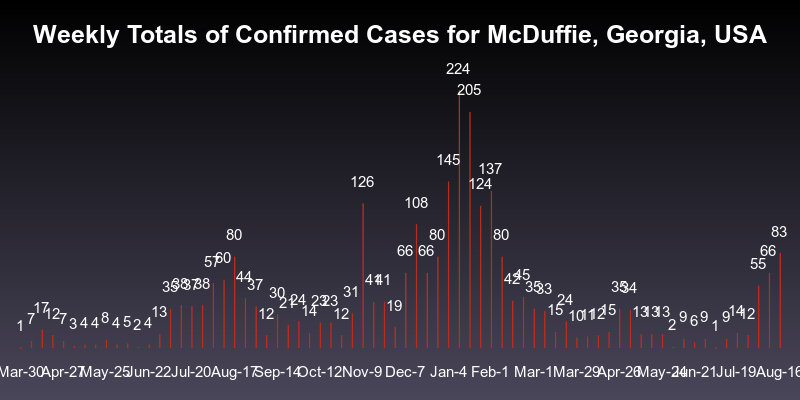 Weekly Totals of Confirmed Cases for McDuffie, Georgia, USA
1 7 17 12 7 3 4 4 8 4 5 2 4 13 35 38 37 38 57 60 80 44 37 12 30 21 24 14 23 23 12 31 126 41 41 19 66 108 66 80 145 224 205 124 137 80 42 45 35 33 15 24 10 11 12 15 35 34 13 13 13 2 9 6 9 1 9 14 12 55 66 83
Mar-30 Apr-27 May-25 Jun-22 Jul-20 Aug-17 Sep-14 Oct-12 Nov-9 Dec-7 Jan-4 Feb-1 Mar-1 Mar-29 Apr-26 May-24 Jun-21 Jul-19 Aug-16